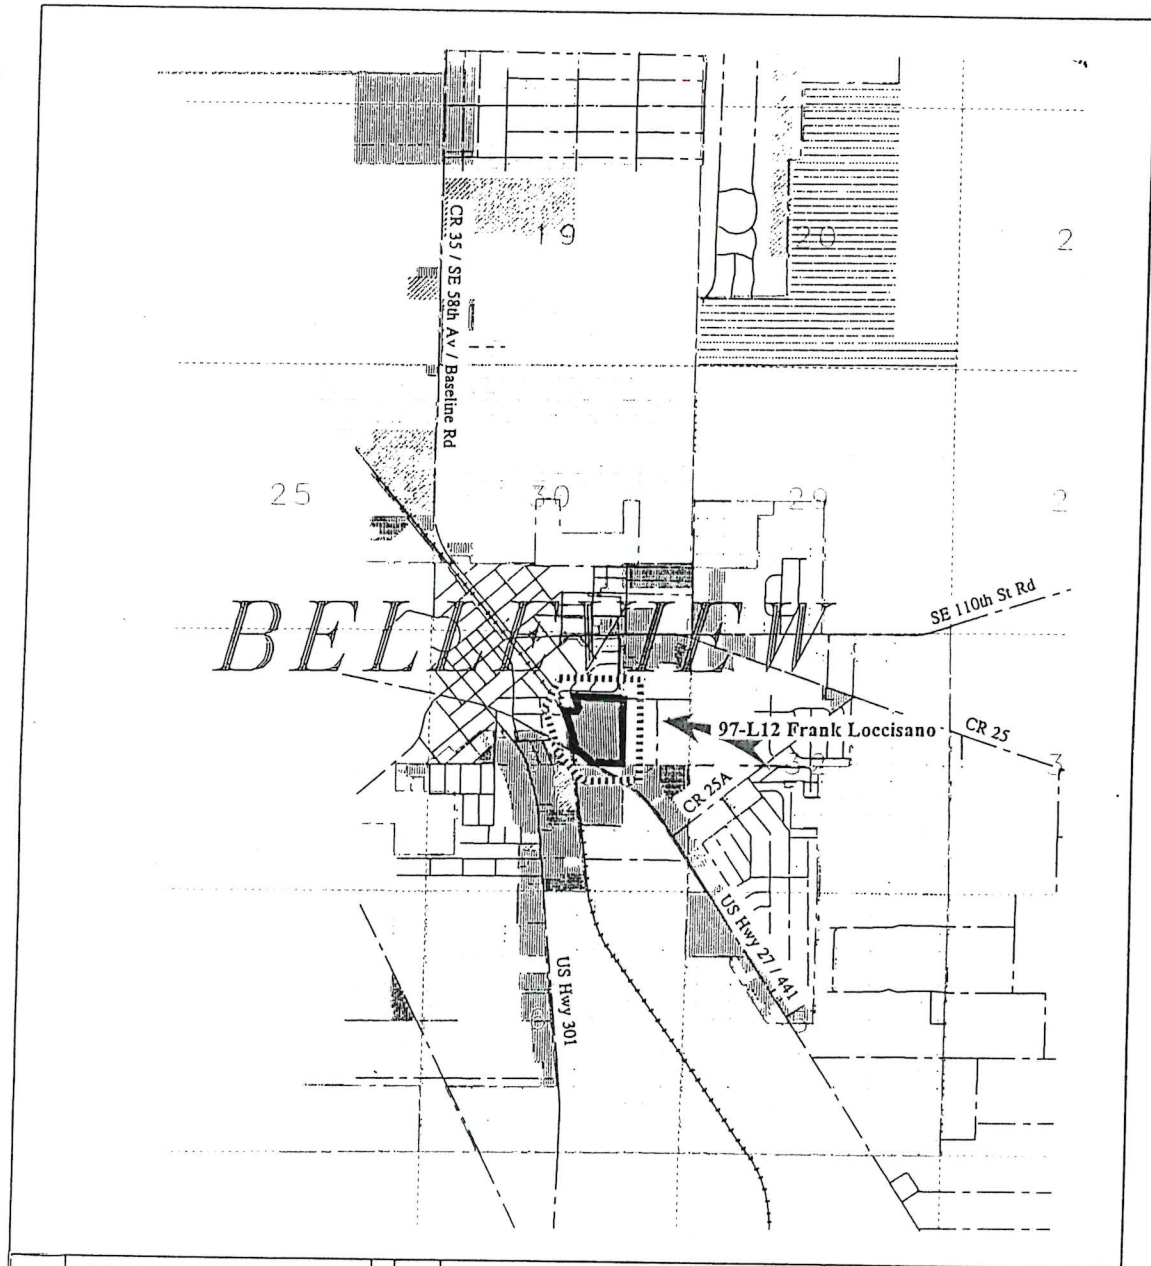 19
20
2
CR 35 / SE 58th Av / Baseline Rd
25
30
29
2
SE 110th St Rd
BELLEVIEW
97-L12 Frank Loccisano
CR 25
3
CR 25A
US Hwy 27 / 441
US Hwy 301